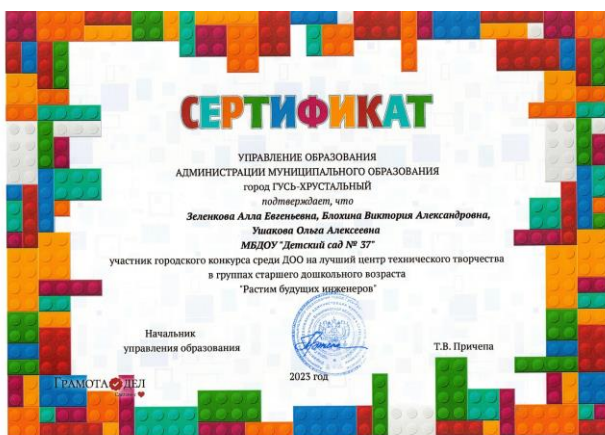 СЕРТИФИКАТ
УПРАВЛЕНИЕ ОБРАЗОВАНИЯ
АДМИНИСТРАЦИИ МУНИЦИПАЛЬНОГО ОБРАЗОВАНИЯ
город ГУСЬ-ХРУСТАЛЬНЫЙ
подтверждает, что
Зеленкова Алла Евгеньевна, Блохина Виктория Александровна,
Ушакова Ольга Алексеевна
МБДОУ "Детский сад № 37"
участник городского конкурса среди ДОО на лучший центр технического творчества
в группах старшего дошкольного возраста
"Растим будущих инженеров"
Начальник
управления образования
Т.В. Причепа
2023 год
ГРАМОТА ДЕЛ